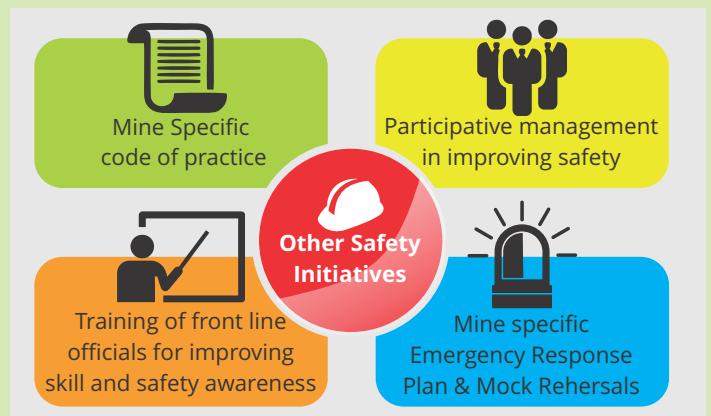 Mine Specific
code of practice
Participative management
in improving safety
Other Safety
Initiatives
Training of front line
officials for improving
skill and safety awareness
Mine specific
Emergency Response
Plan & Mock Rehersals